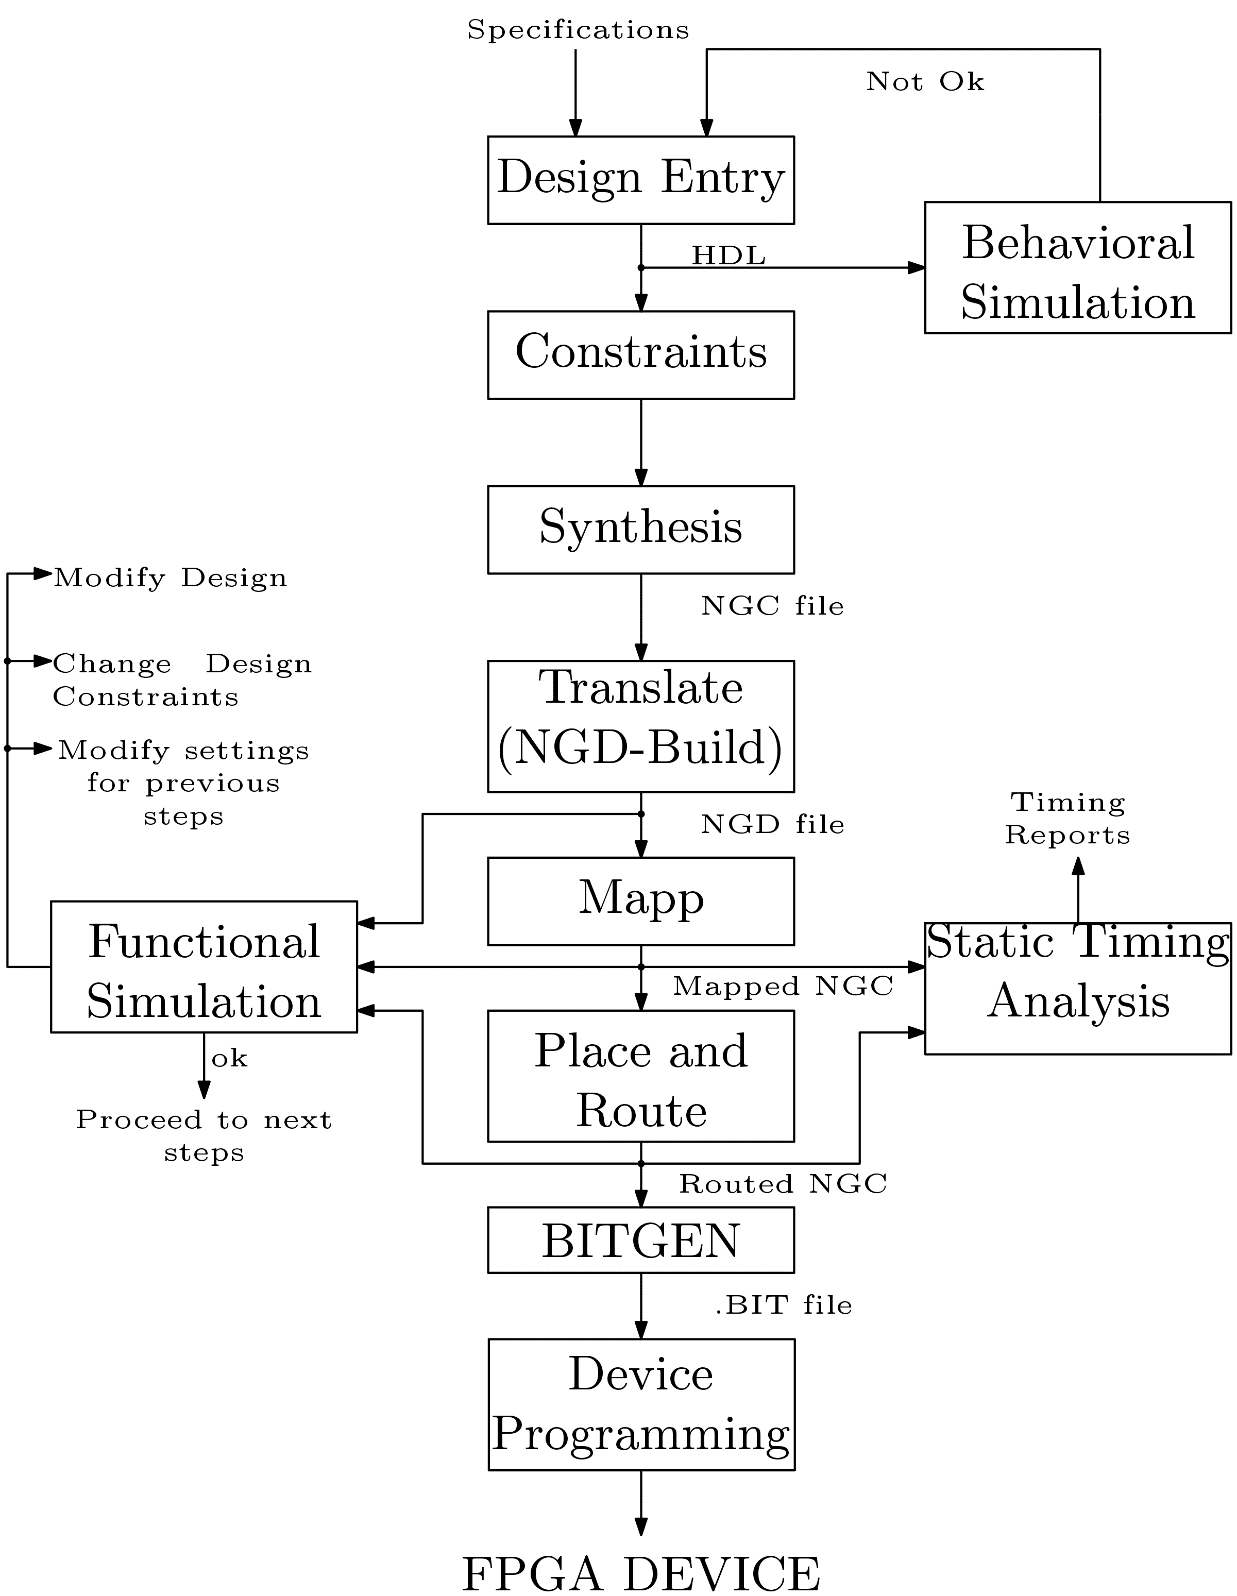 Specifications
Not Ok
Design Entry
HDL
Behavioral
Simulation
Constraints
Synthesis
Modify Design
NGC file
Change Design
Constraints
Translate
(NGD-Build)
Modify settings
for previous
steps
Timing
Reports
NGD file
Mapp
Functional
Simulation
Static Timing
Analysis
Mapped NGC
Place and
Route
ok
Proceed to next
steps
Routed NGC
BITGEN
.BIT file
Device
Programming
FPGA DEVICE